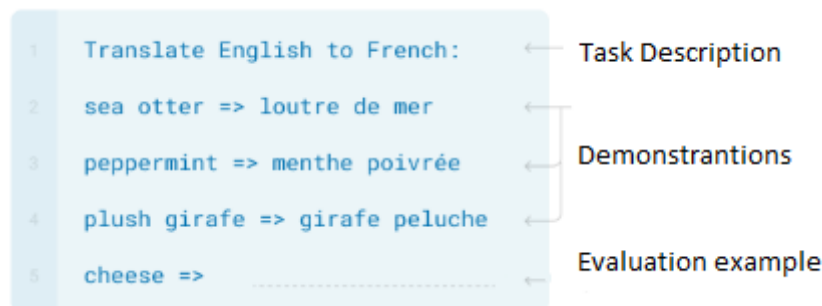 1 Translate English to French: Task Description
2 sea otter => loutre de mer
3 peppermint => menthe poivrée Demonstrantions
4 plush girafe => girafe peluche
5 cheese => Evaluation example